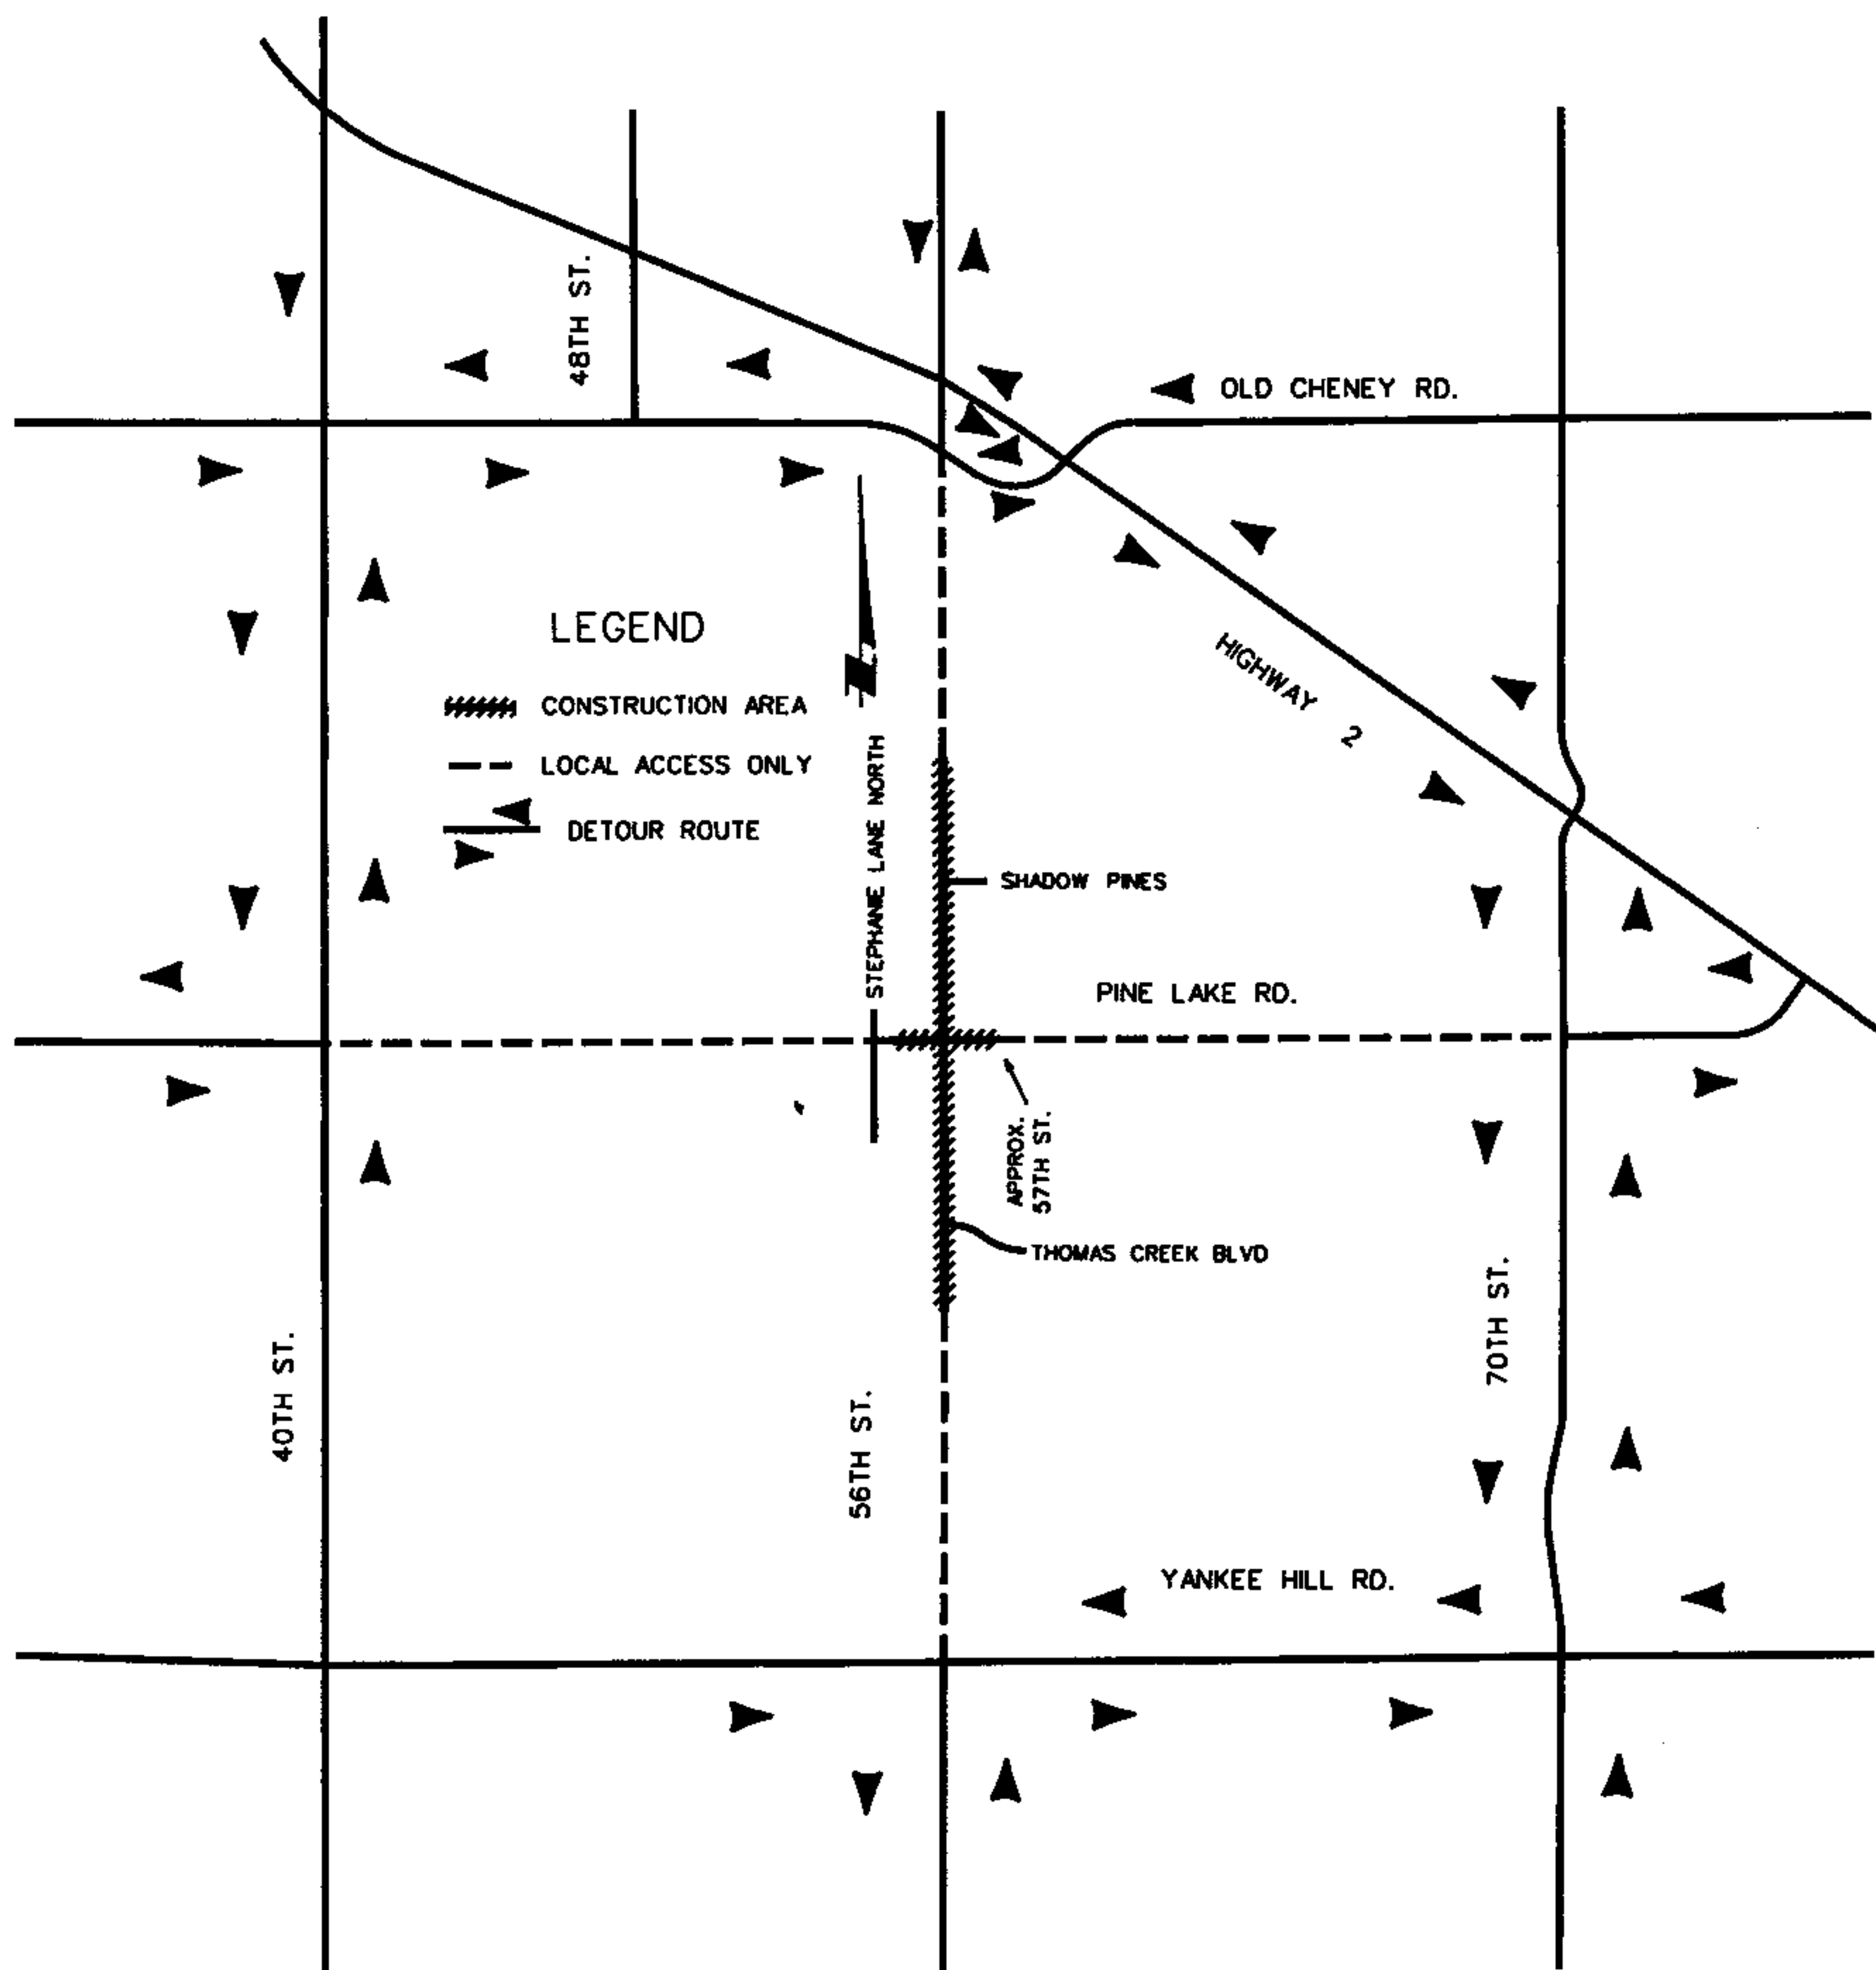 48TH ST.
OLD CHENEY RD.
LEGEND
CONSTRUCTION AREA
LOCAL ACCESS ONLY
DETOUR ROUTE
HIGHWAY 2
STEPHANIE LANE NORTH
SHADOW PINES
PINE LAKE RD.
APPROX.
57TH ST.
THOMAS CREEK BLVD
40TH ST.
56TH ST.
70TH ST.
YANKEE HILL RD.